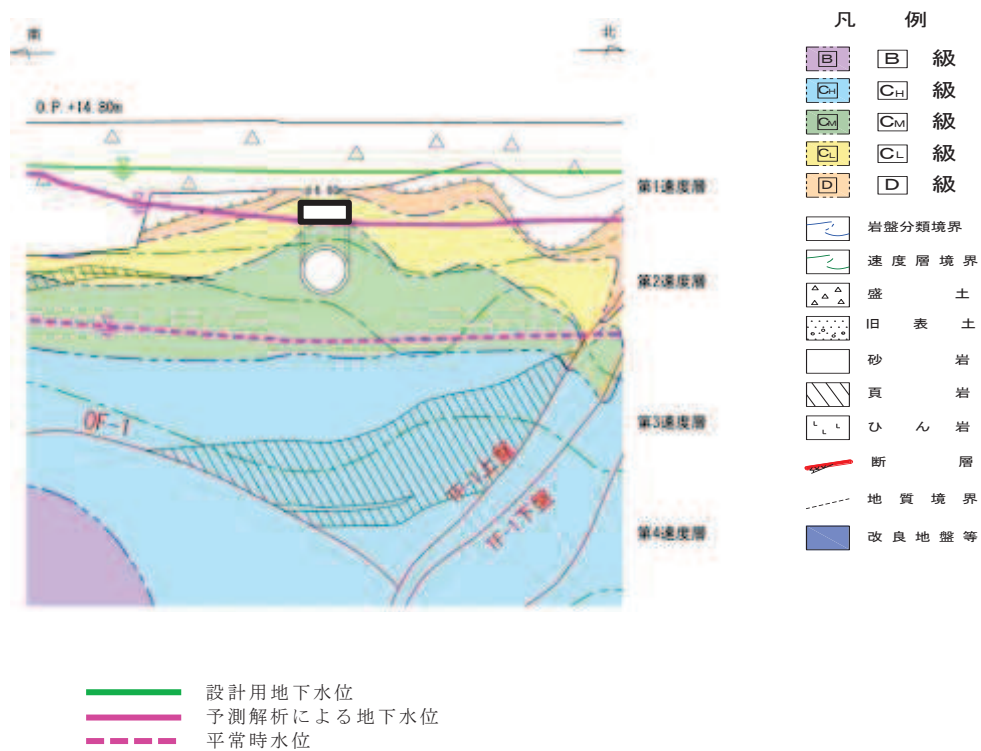 南 北
O.P.+14.80m
第1速度層
第2速度層
第3速度層
第4速度層
OF-1
TF-1下盤
凡 例
B B 級
CH CH 級
CM CM 級
CL CL 級
D D 級
岩盤分類境界
速度層境界
盛土
旧表土
砂岩
頁岩
ひん岩
断層
地質境界
改良地盤等
設計用地下水位
予測解析による地下水位
平常時水位